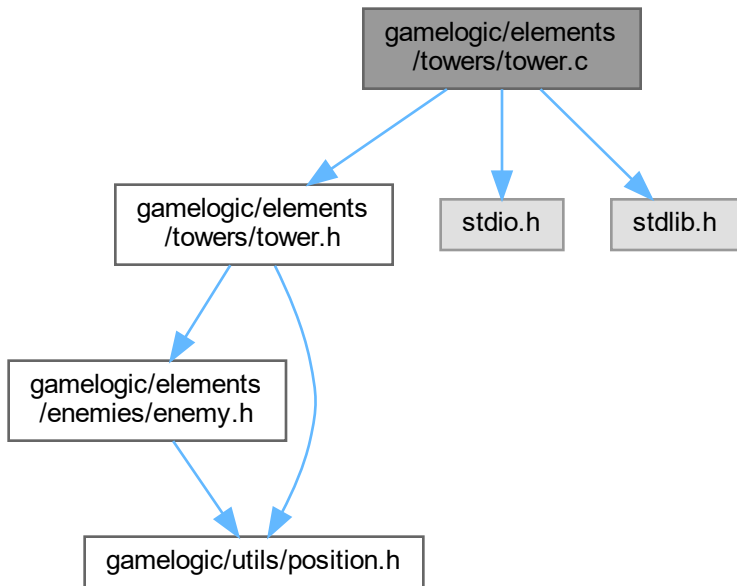 gamelogic/elements
/towers/tower.c
gamelogic/elements
/towers/tower.h
stdio.h
stdlib.h
gamelogic/elements
/enemies/enemy.h
gamelogic/utils/position.h